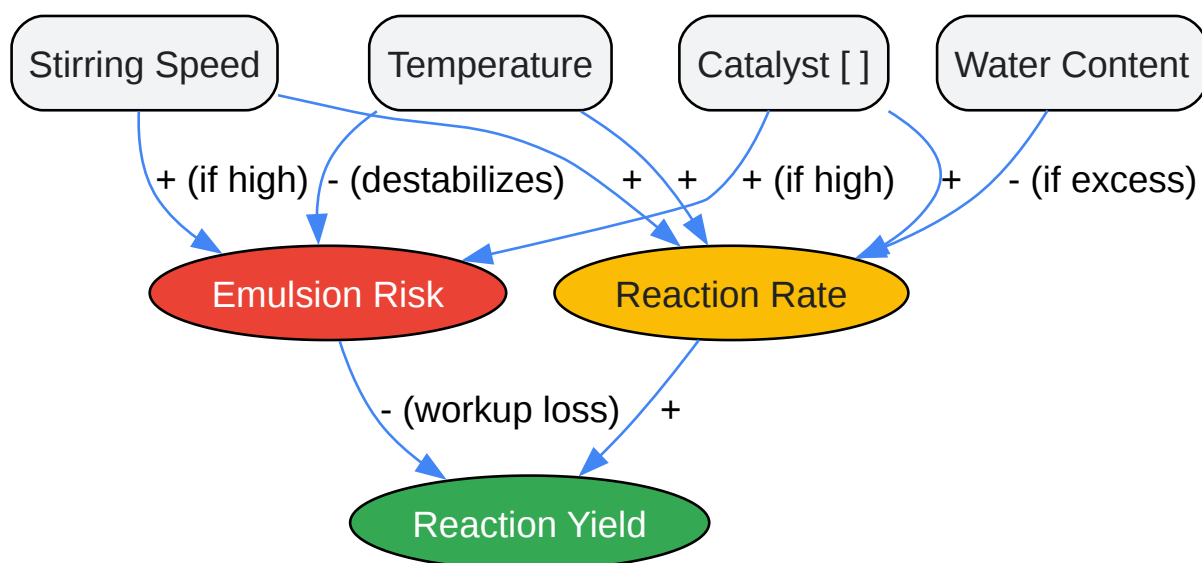 Stirring Speed
Temperature
Catalyst [ ]
Water Content
+ (if high)
- (destabilizes)
+
+
+ (if high)
+
- (if excess)
Emulsion Risk
Reaction Rate
- (workup loss)
+
Reaction Yield